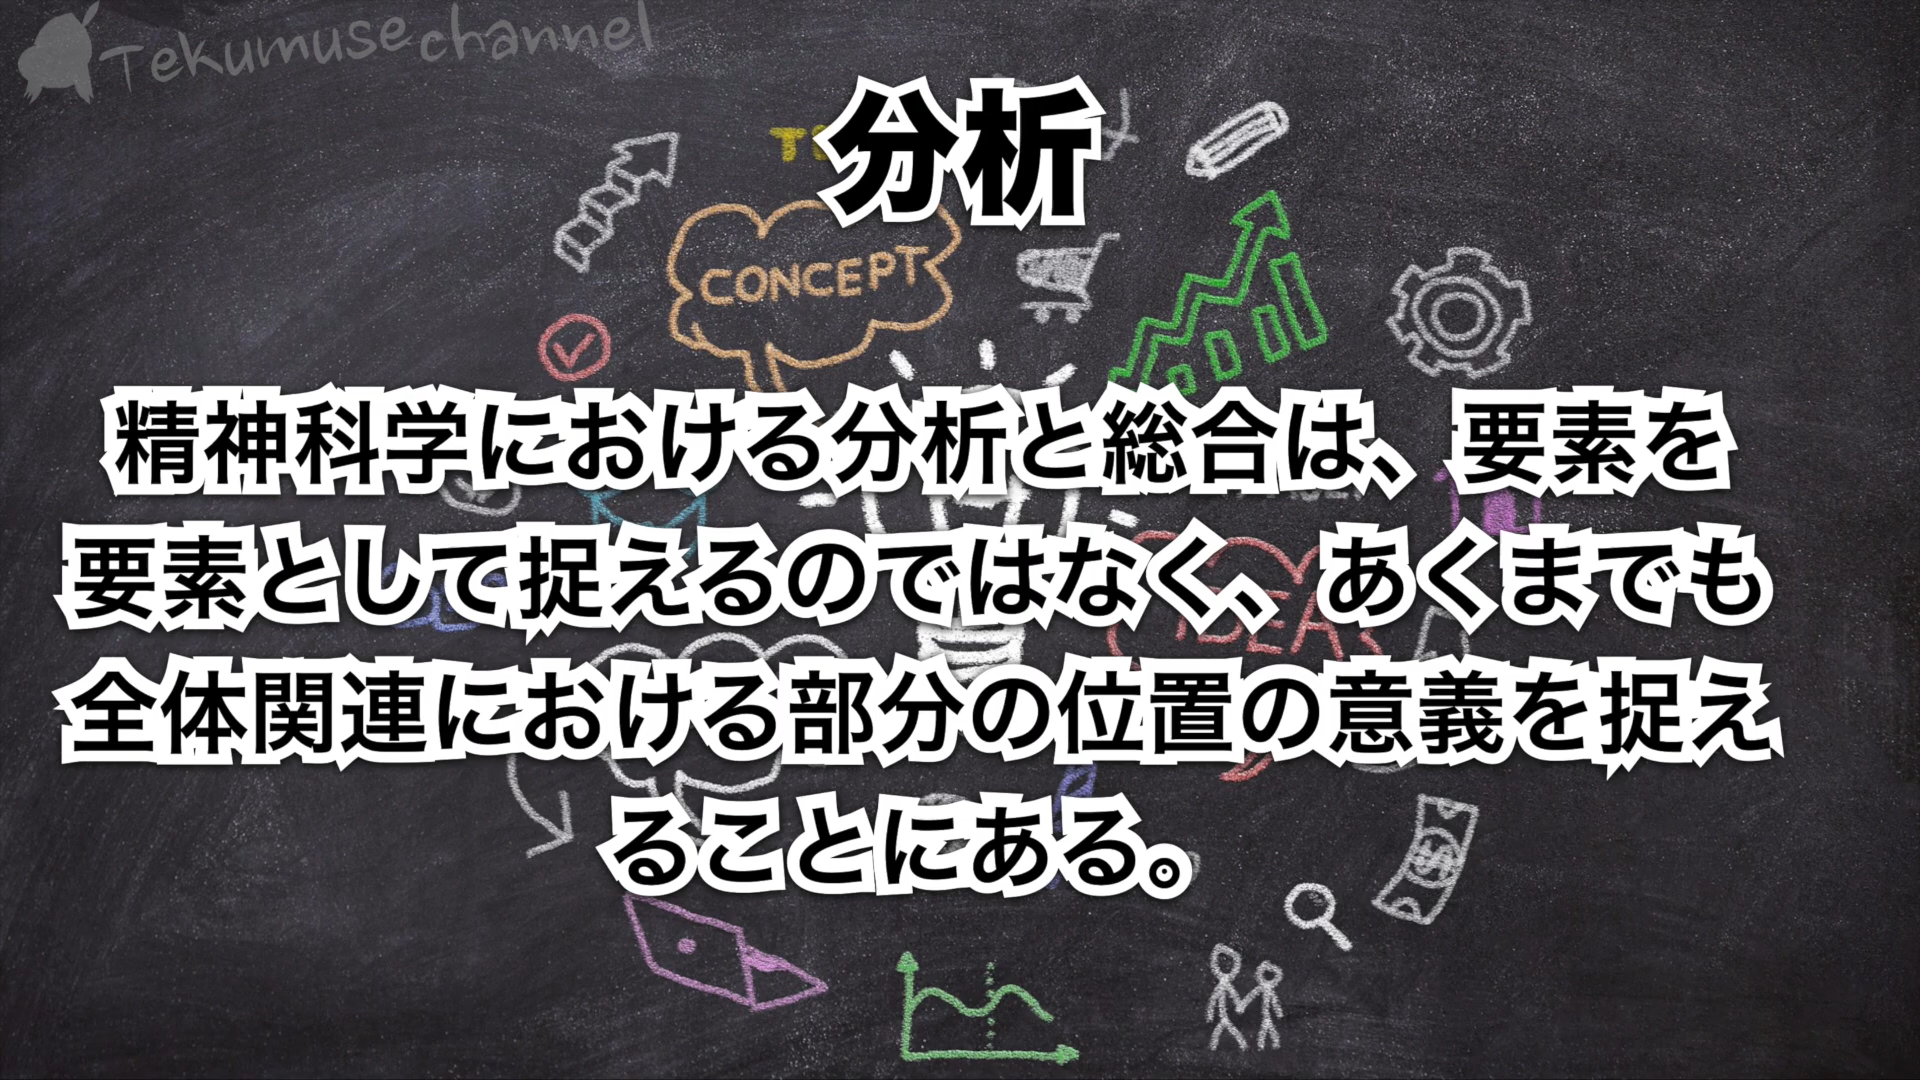 Tekumuse channel
分析
CONCEPT
精神科学における分析と総合は、要素を
要素として捉えるのではなく、あくまでも
全体関連における部分の位置の意義を捉え
ることにある。
IDEAS